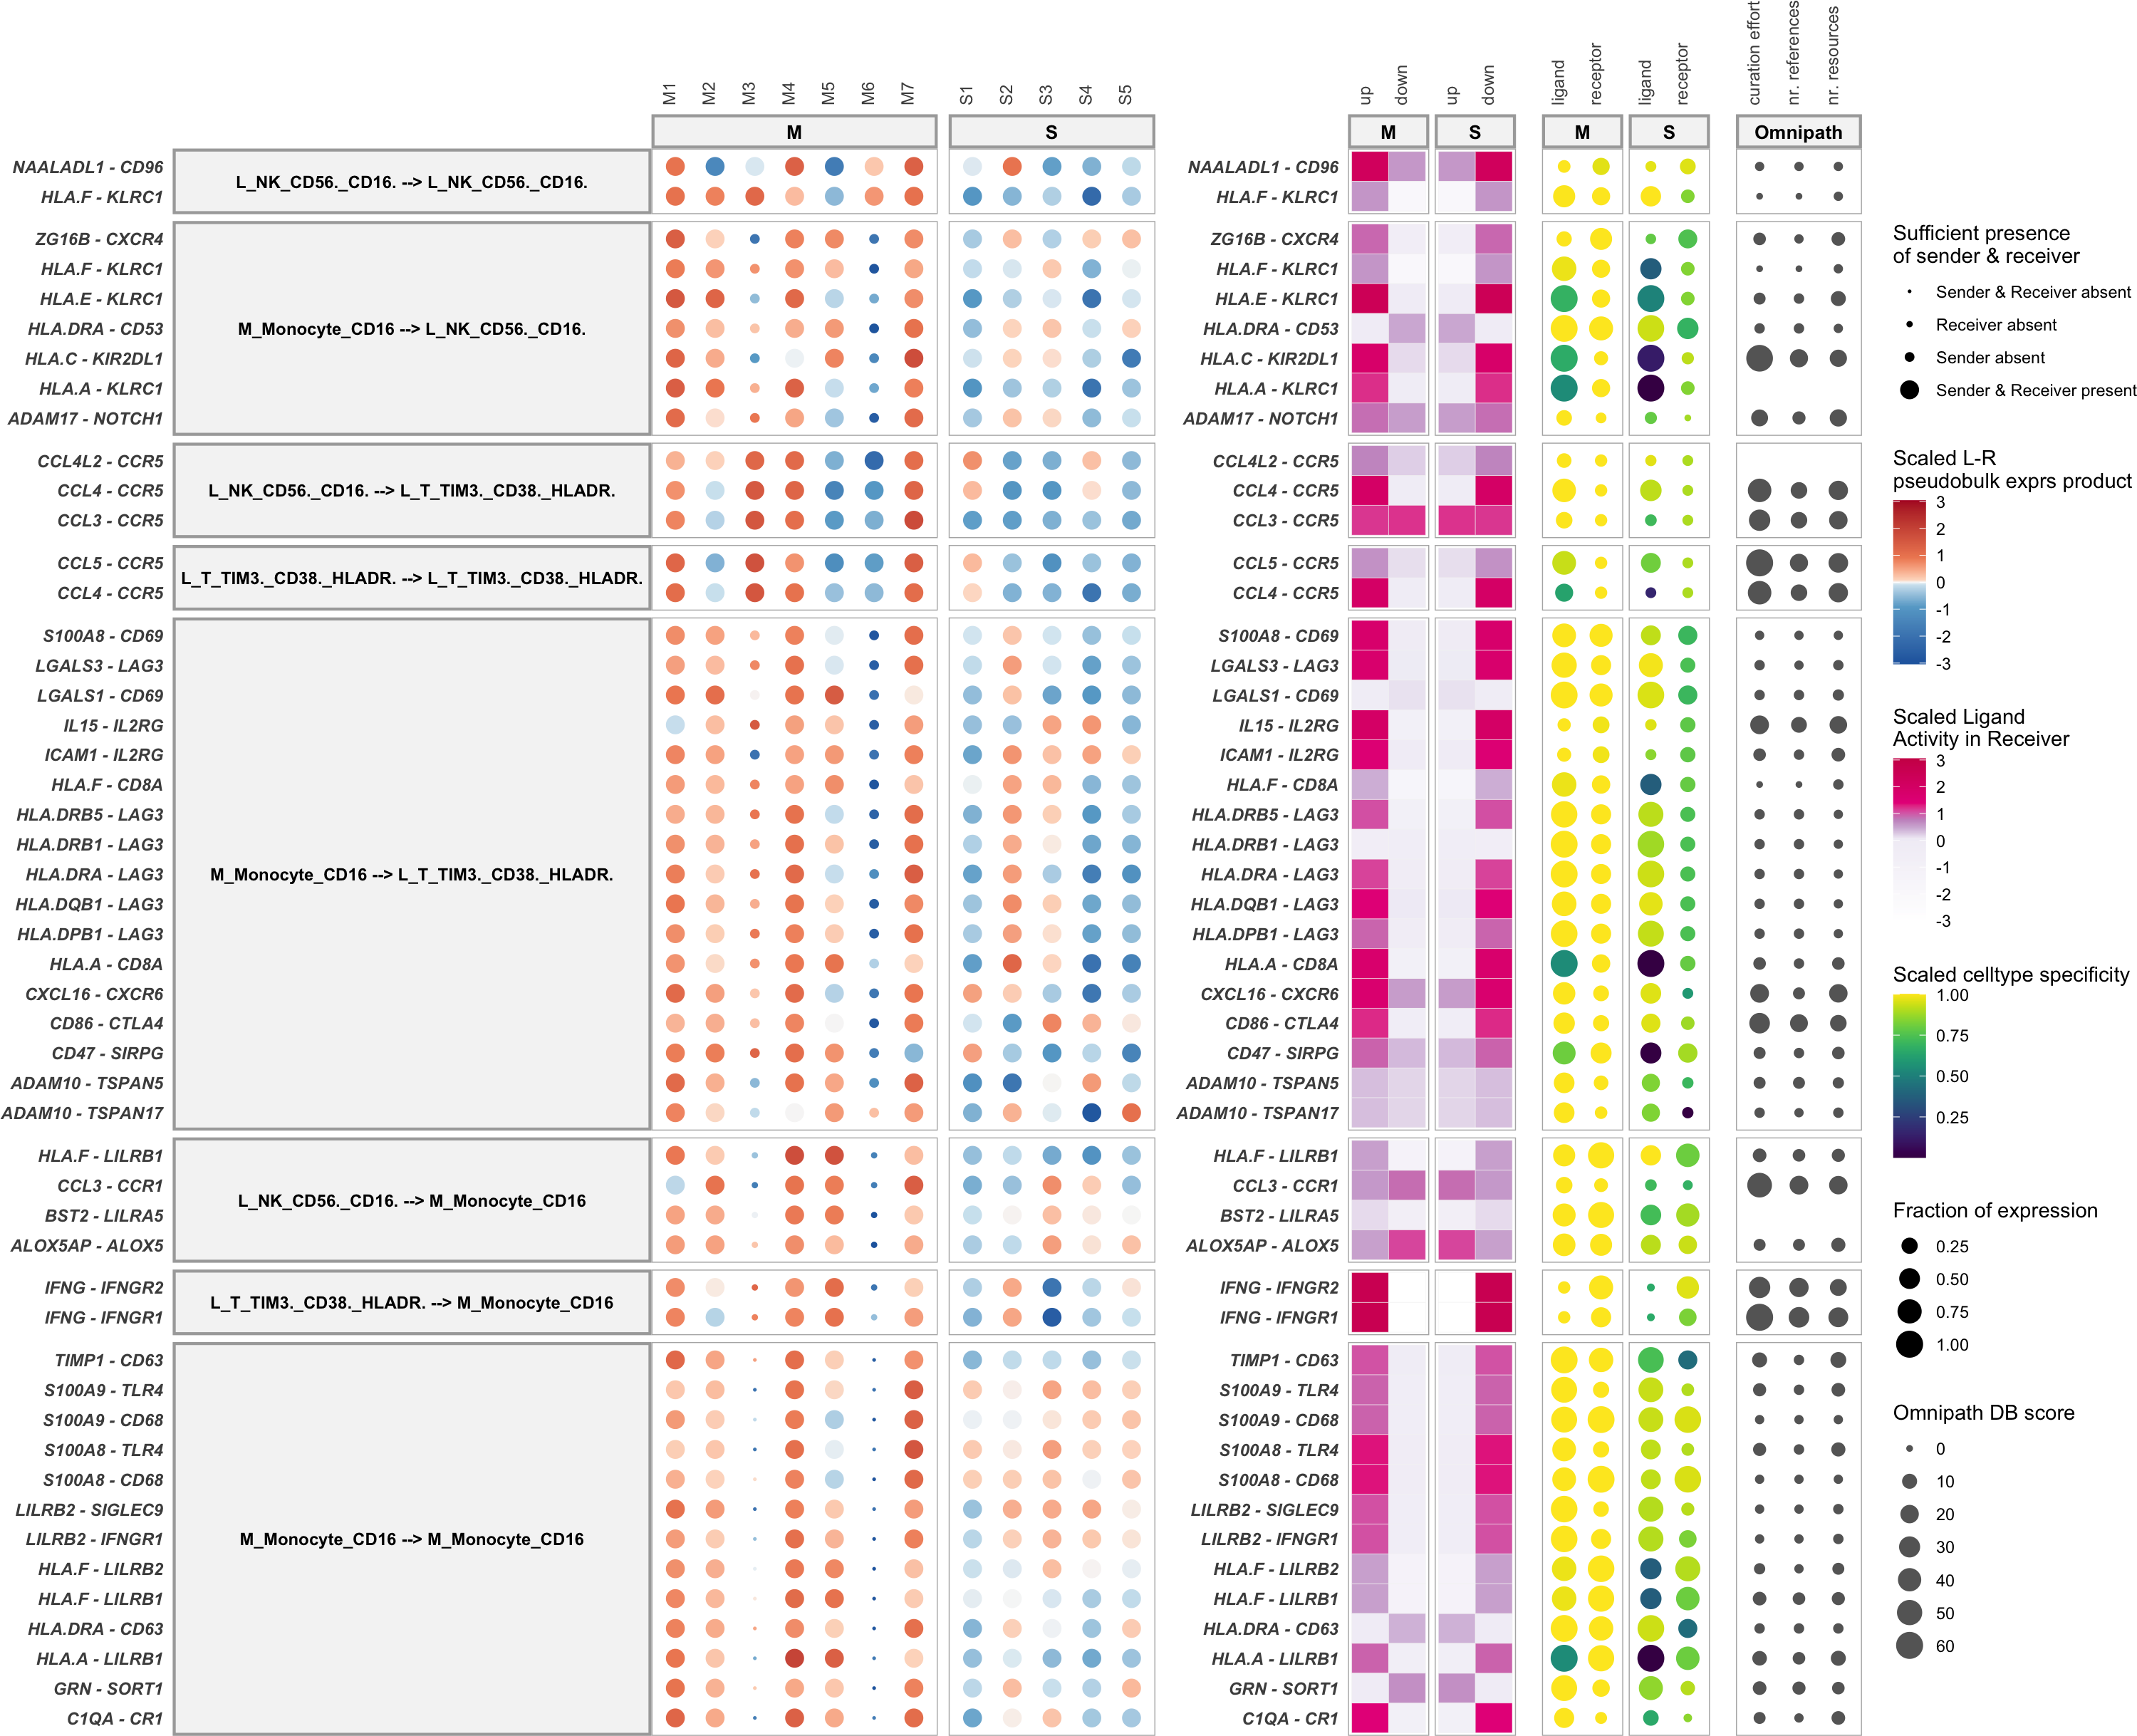 M1 M2 M3 M4 M5 M6 M7 S1 S2 S3 S4 S5 up down up down ligand receptor ligand receptor curation effort nr. references nr. resources
M S M S M S Omnipath
NAALADL1 - CD96 NAALADL1 - CD96
L_NK_CD56._CD16. --> L_NK_CD56._CD16.
HLA.F - KLRC1 HLA.F - KLRC1
ZG16B - CXCR4 ZG16B - CXCR4
HLA.F - KLRC1 HLA.F - KLRC1
HLA.E - KLRC1 HLA.E - KLRC1
HLA.DRA - CD53 M_Monocyte_CD16 --> L_NK_CD56._CD16. HLA.DRA - CD53
HLA.C - KIR2DL1 HLA.C - KIR2DL1
HLA.A - KLRC1 HLA.A - KLRC1
ADAM17 - NOTCH1 ADAM17 - NOTCH1
CCL4L2 - CCR5 CCL4L2 - CCR5
CCL4 - CCR5 L_NK_CD56._CD16. --> L_T_TIM3._CD38._HLADR. CCL4 - CCR5
CCL3 - CCR5 CCL3 - CCR5
CCL5 - CCR5 CCL5 - CCR5
L_T_TIM3._CD38._HLADR. --> L_T_TIM3._CD38._HLADR.
CCL4 - CCR5 CCL4 - CCR5
S100A8 - CD69 S100A8 - CD69
LGALS3 - LAG3 LGALS3 - LAG3
LGALS1 - CD69 LGALS1 - CD69
IL15 - IL2RG IL15 - IL2RG
ICAM1 - IL2RG ICAM1 - IL2RG
HLA.F - CD8A HLA.F - CD8A
HLA.DRB5 - LAG3 HLA.DRB5 - LAG3
HLA.DRB1 - LAG3 HLA.DRB1 - LAG3
HLA.DRA - LAG3 M_Monocyte_CD16 --> L_T_TIM3._CD38._HLADR. HLA.DRA - LAG3
HLA.DQB1 - LAG3 HLA.DQB1 - LAG3
HLA.DPB1 - LAG3 HLA.DPB1 - LAG3
HLA.A - CD8A HLA.A - CD8A
CXCL16 - CXCR6 CXCL16 - CXCR6
CD86 - CTLA4 CD86 - CTLA4
CD47 - SIRPG CD47 - SIRPG
ADAM10 - TSPAN5 ADAM10 - TSPAN5
ADAM10 - TSPAN17 ADAM10 - TSPAN17
HLA.F - LILRB1 HLA.F - LILRB1
CCL3 - CCR1 CCL3 - CCR1
L_NK_CD56._CD16. --> M_Monocyte_CD16
BST2 - LILRA5 BST2 - LILRA5
ALOX5AP - ALOX5 ALOX5AP - ALOX5
IFNG - IFNGR2 IFNG - IFNGR2
L_T_TIM3._CD38._HLADR. --> M_Monocyte_CD16
IFNG - IFNGR1 IFNG - IFNGR1
TIMP1 - CD63 TIMP1 - CD63
S100A9 - TLR4 S100A9 - TLR4
S100A9 - CD68 S100A9 - CD68
S100A8 - TLR4 S100A8 - TLR4
S100A8 - CD68 S100A8 - CD68
LILRB2 - SIGLEC9 LILRB2 - SIGLEC9
LILRB2 - IFNGR1 M_Monocyte_CD16 --> M_Monocyte_CD16 LILRB2 - IFNGR1
HLA.F - LILRB2 HLA.F - LILRB2
HLA.F - LILRB1 HLA.F - LILRB1
HLA.DRA - CD63 HLA.DRA - CD63
HLA.A - LILRB1 HLA.A - LILRB1
GRN - SORT1 GRN - SORT1
C1QA - CR1 C1QA - CR1
Sufficient presence
of sender & receiver
Sender & Receiver absent
Receiver absent
Sender absent
Sender & Receiver present
Scaled L-R
pseudobulk exprs product
3
2
1
0
-1
-2
-3
Scaled Ligand
Activity in Receiver
3
2
1
0
-1
-2
-3
Scaled celltype specificity
1.00
0.75
0.50
0.25
Fraction of expression
0.25
0.50
0.75
1.00
Omnipath DB score
0
10
20
30
40
50
60